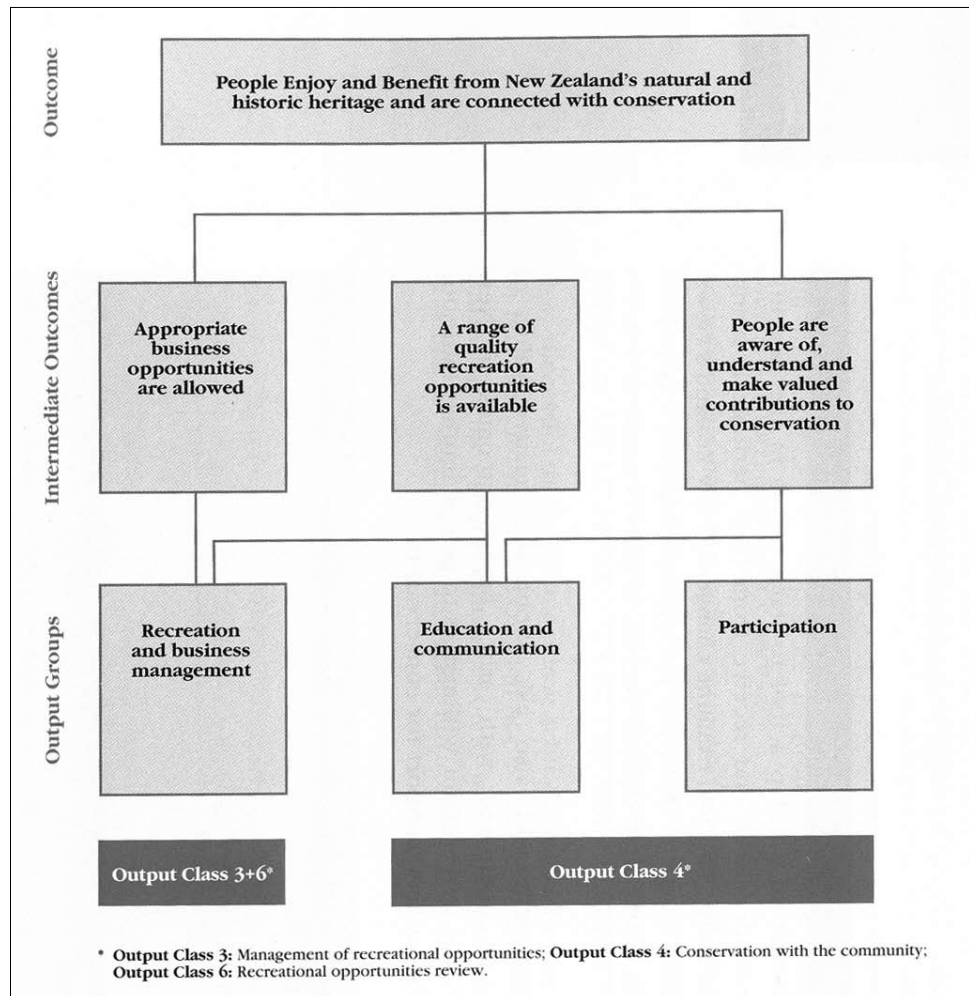 Outcome
People Enjoy and Benefit from New Zealand's natural and
historic heritage and are connected with conservation
Intermediate Outcomes
Appropriate
business
opportunities
are allowed
A range of
quality
recreation
opportunities
is available
People are
aware of,
understand and
make valued
contributions to
conservation
Output Groups
Recreation
and business
management
Education and
communication
Participation
Output Class 3+6*
Output Class 4*
* Output Class 3: Management of recreational opportunities; Output Class 4: Conservation with the community;
Output Class 6: Recreational opportunities review.